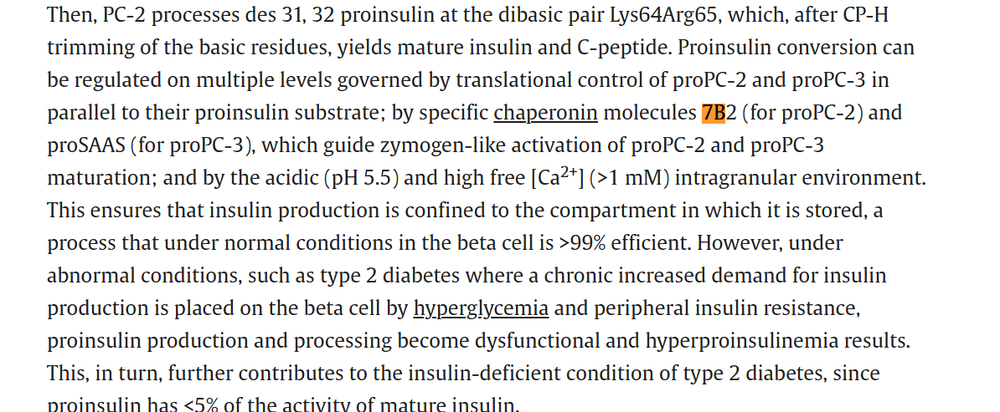 Then, PC-2 processes des 31, 32 proinsulin at the dibasic pair Lys64Arg65, which, after CP-H
trimming of the basic residues, yields mature insulin and C-peptide. Proinsulin conversion can
be regulated on multiple levels governed by translational control of proPC-2 and proPC-3 in
parallel to their proinsulin substrate; by specific chaperonin molecules 7B2 (for proPC-2) and
proSAAS (for proPC-3), which guide zymogen-like activation of proPC-2 and proPC-3
maturation; and by the acidic (pH 5.5) and high free [Ca²⁺] (>1 mM) intragranular environment.
This ensures that insulin production is confined to the compartment in which it is stored, a
process that under normal conditions in the beta cell is >99% efficient. However, under
abnormal conditions, such as type 2 diabetes where a chronic increased demand for insulin
production is placed on the beta cell by hyperglycemia and peripheral insulin resistance,
proinsulin production and processing become dysfunctional and hyperproinsulinemia results.
This, in turn, further contributes to the insulin-deficient condition of type 2 diabetes, since
proinsulin has <5% of the activity of mature insulin.